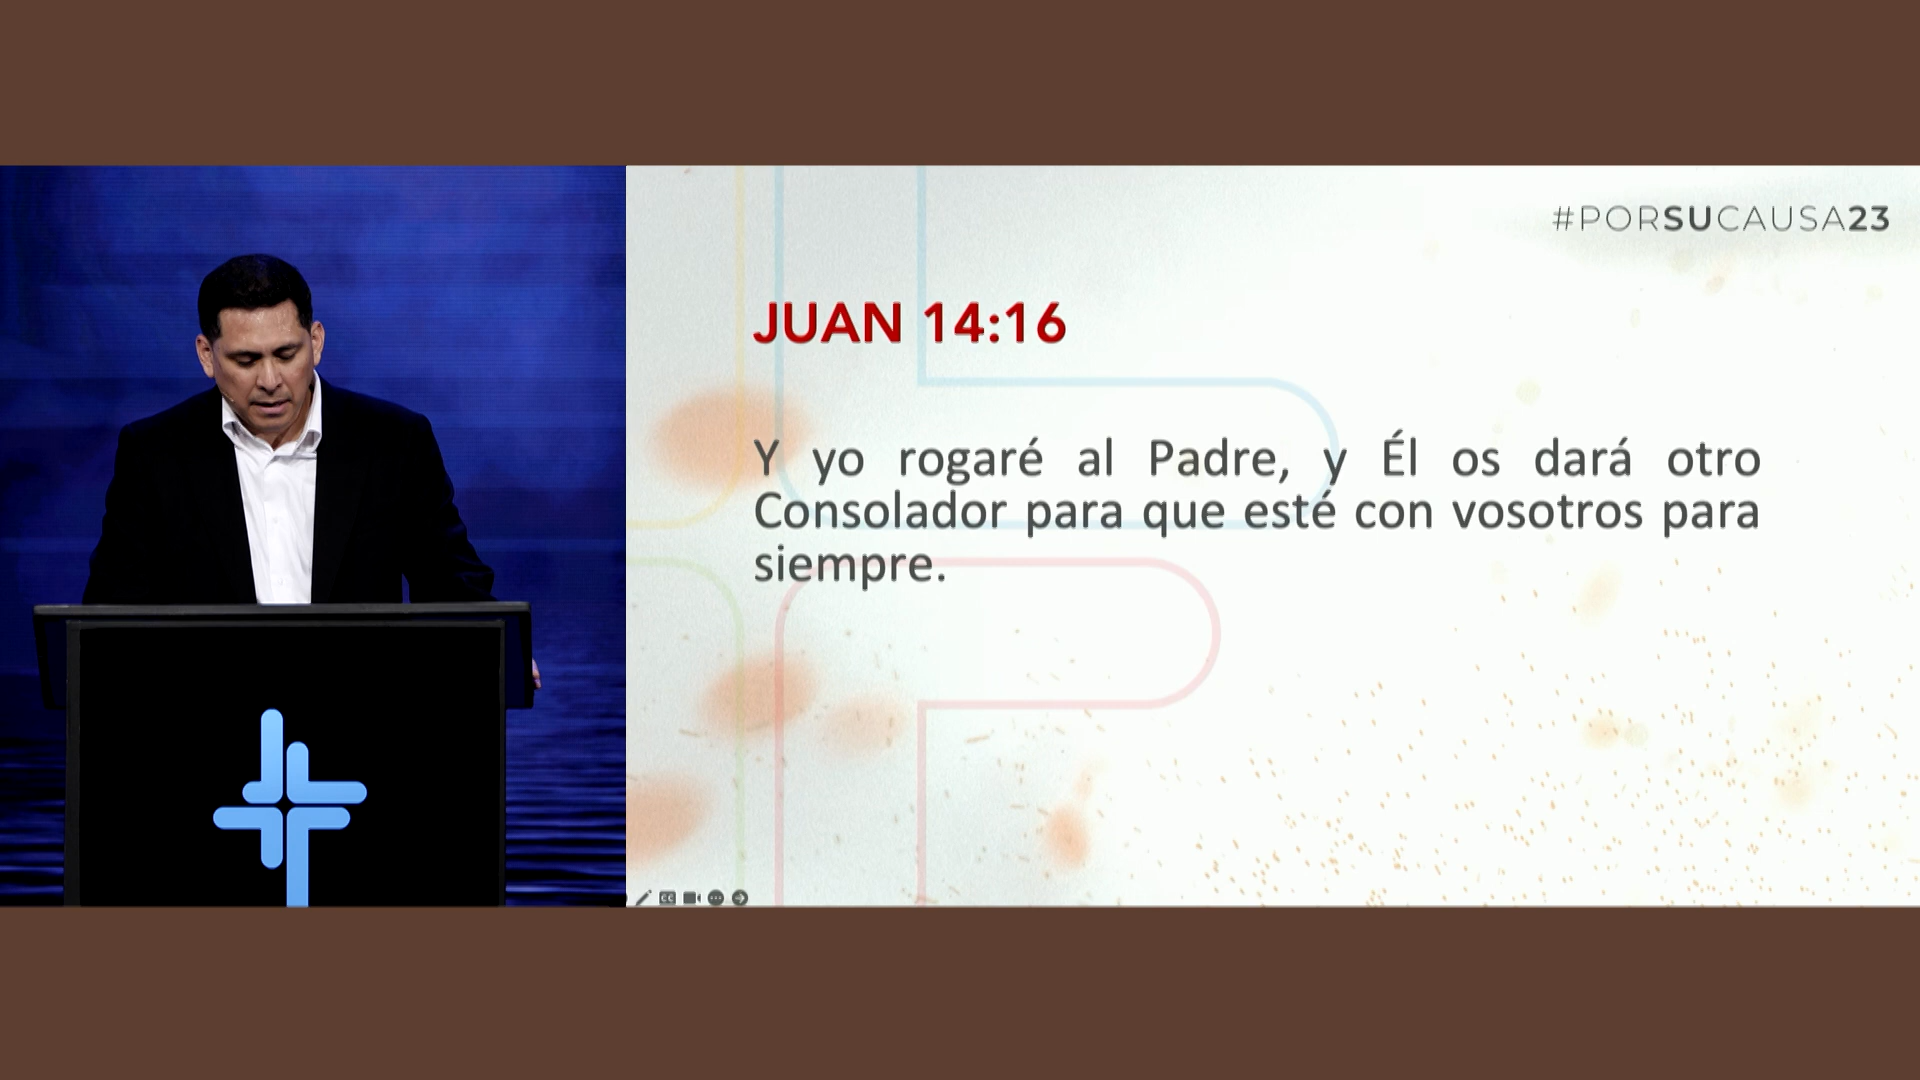 #PORSUCAUSA23
JUAN 14:16
Y yo rogaré al Padre, y Él os dará otro
Consolador para que esté con vosotros para
siempre.
CC